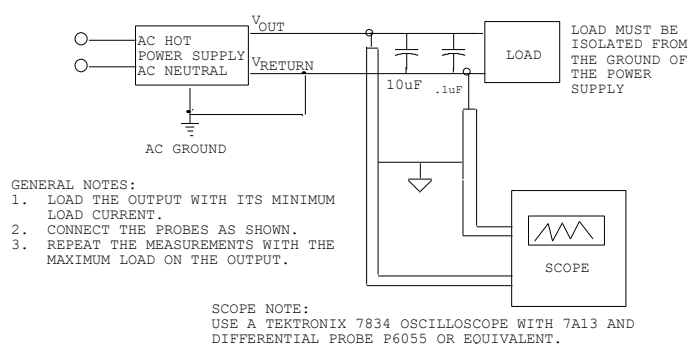 VOUT
AC HOT
POWER SUPPLY
AC NEUTRAL
VRETURN
AC GROUND
10uF
.1uF
LOAD
LOAD MUST BE
ISOLATED FROM
THE GROUND OF
THE POWER
SUPPLY
GENERAL NOTES:
1. LOAD THE OUTPUT WITH ITS MINIMUM
LOAD CURRENT.
2. CONNECT THE PROBES AS SHOWN.
3. REPEAT THE MEASUREMENTS WITH THE
MAXIMUM LOAD ON THE OUTPUT.
SCOPE
SCOPE NOTE:
USE A TEKTRONIX 7834 OSCILLOSCOPE WITH 7A13 AND
DIFFERENTIAL PROBE P6055 OR EQUIVALENT.